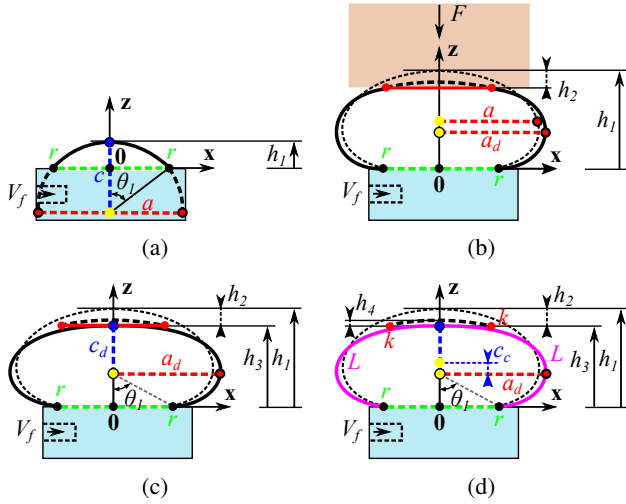 z
r
0
r
x
h1
c
θ1
Vf
a
(a)
F
z
h2
a
ad
h1
r
r
x
0
Vf
(b)
z
h2
cd
ad
h3
h1
r
θ1
x
0
r
Vf
(c)
z
h2
h4
k
k
L
cc
L
h3
h1
ad
r
θ1
x
0
r
Vf
(d)